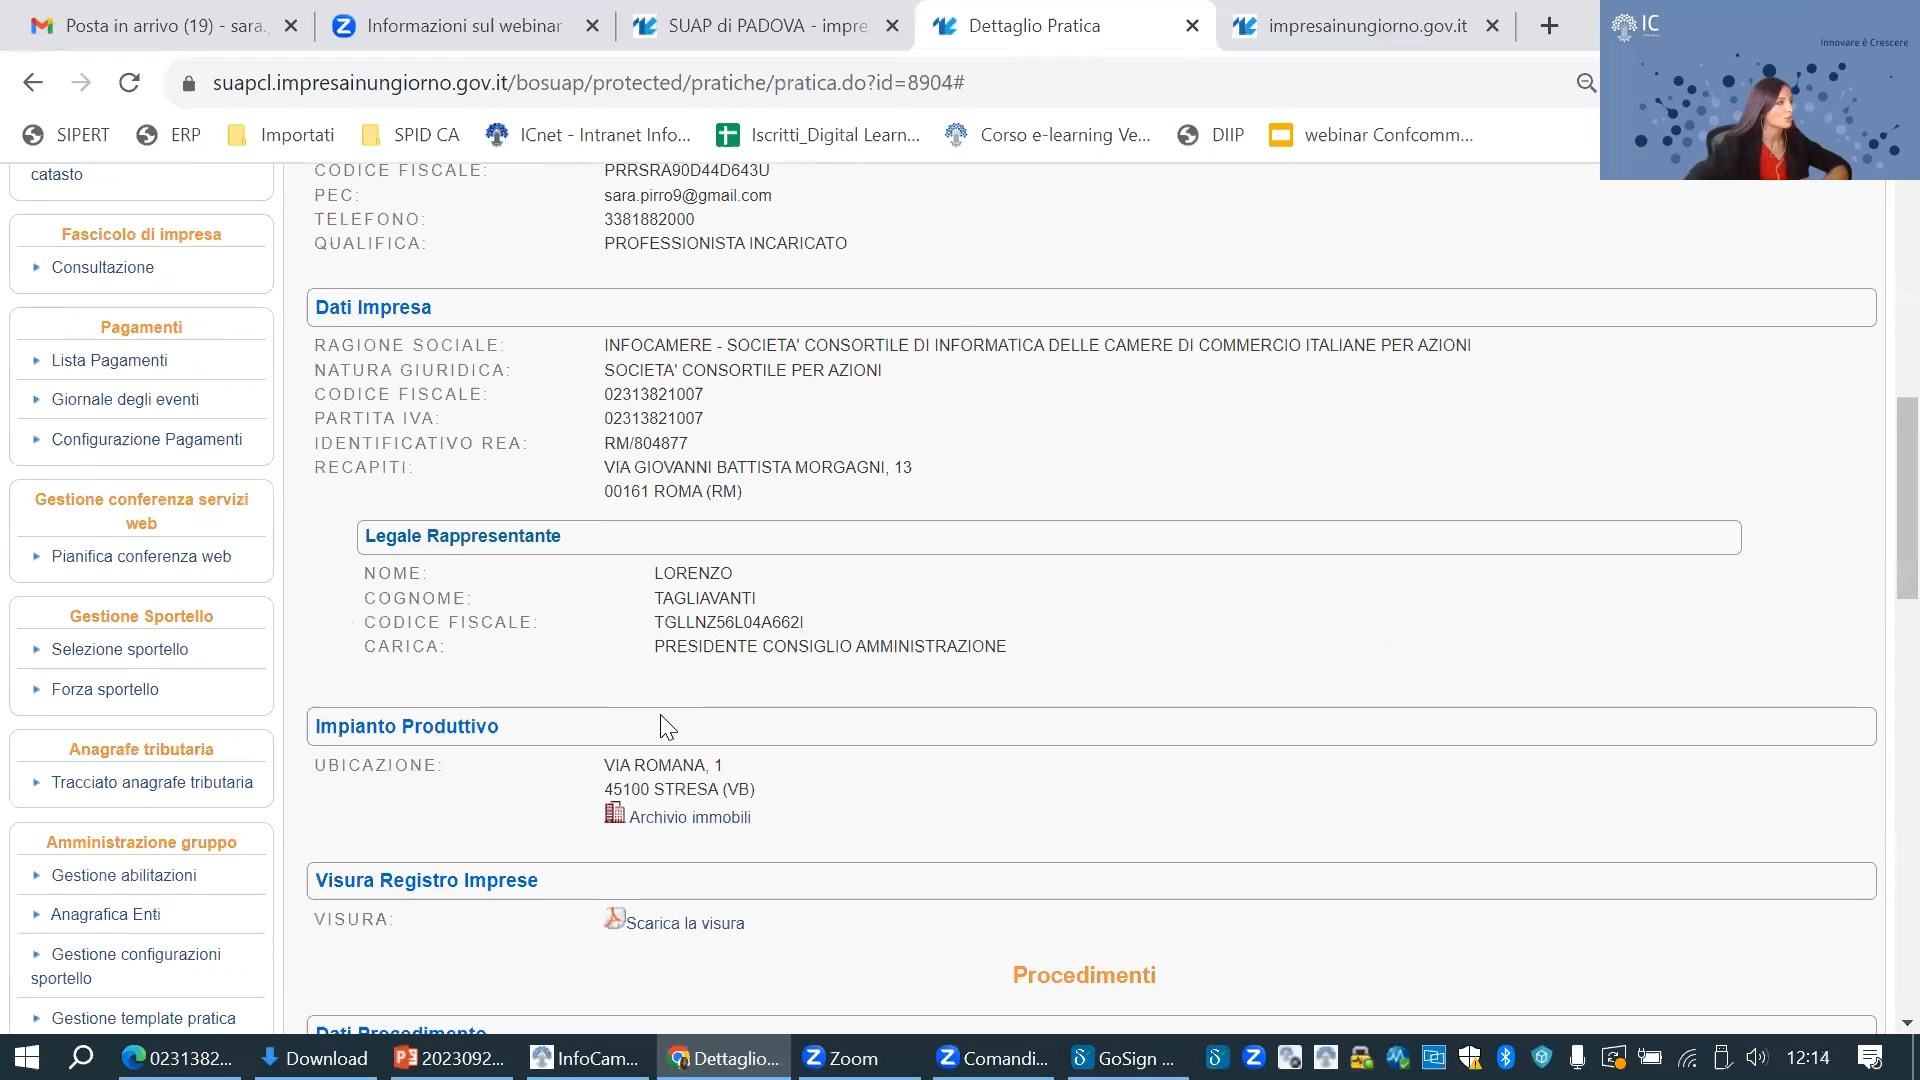 Posta in arrivo (19) - sara.
Informazioni sul webinar
SUAP di PADOVA - impre
Dettaglio Pratica
impresainungiorno.gov.it
IC
Innovare è Crescere
suapcl.impresainungiorno.gov.it/bosuap/protected/pratiche/pratica.do?id=8904#
SIPERT
ERP
Importati
SPID CA
ICnet - Intranet Info...
Iscritti_Digital Learn...
Corso e-learning Ve...
DIIP
webinar Confcomm...
catasto
Fascicolo di impresa
Consultazione
Pagamenti
Lista Pagamenti
Giornale degli eventi
Configurazione Pagamenti
Gestione conferenza servizi
web
Pianifica conferenza web
Gestione Sportello
Selezione sportello
Forza sportello
Anagrafe tributaria
Tracciato anagrafe tributaria
Amministrazione gruppo
Gestione abilitazioni
Anagrafica Enti
Gestione configurazioni
sportello
Gestione template pratica
CODICE FISCALE: PRRSRA90D44D643U
PEC: sara.pirro9@gmail.com
TELEFONO: 3381882000
QUALIFICA: PROFESSIONISTA INCARICATO
Dati Impresa
RAGIONE SOCIALE: INFOCAMERE - SOCIETA' CONSORTILE DI INFORMATICA DELLE CAMERE DI COMMERCIO ITALIANE PER AZIONI
NATURA GIURIDICA: SOCIETA' CONSORTILE PER AZIONI
CODICE FISCALE: 02313821007
PARTITA IVA: 02313821007
IDENTIFICATIVO REA: RM/804877
RECAPITI: VIA GIOVANNI BATTISTA MORGAGNI, 13
00161 ROMA (RM)
Legale Rappresentante
NOME: LORENZO
COGNOME: TAGLIAVANTI
CODICE FISCALE: TGLLNZ56L04A662I
CARICA: PRESIDENTE CONSIGLIO AMMINISTRAZIONE
Impianto Produttivo
UBICAZIONE: VIA ROMANA, 1
45100 STRESA (VB)
Archivio immobili
Visura Registro Imprese
VISURA: Scarica la visura
Procedimenti
Dati Procedimento
0231382...
Download
2023092...
InfoCam...
Dettaglio...
Zoom
Comandi...
GoSign ...
12:14